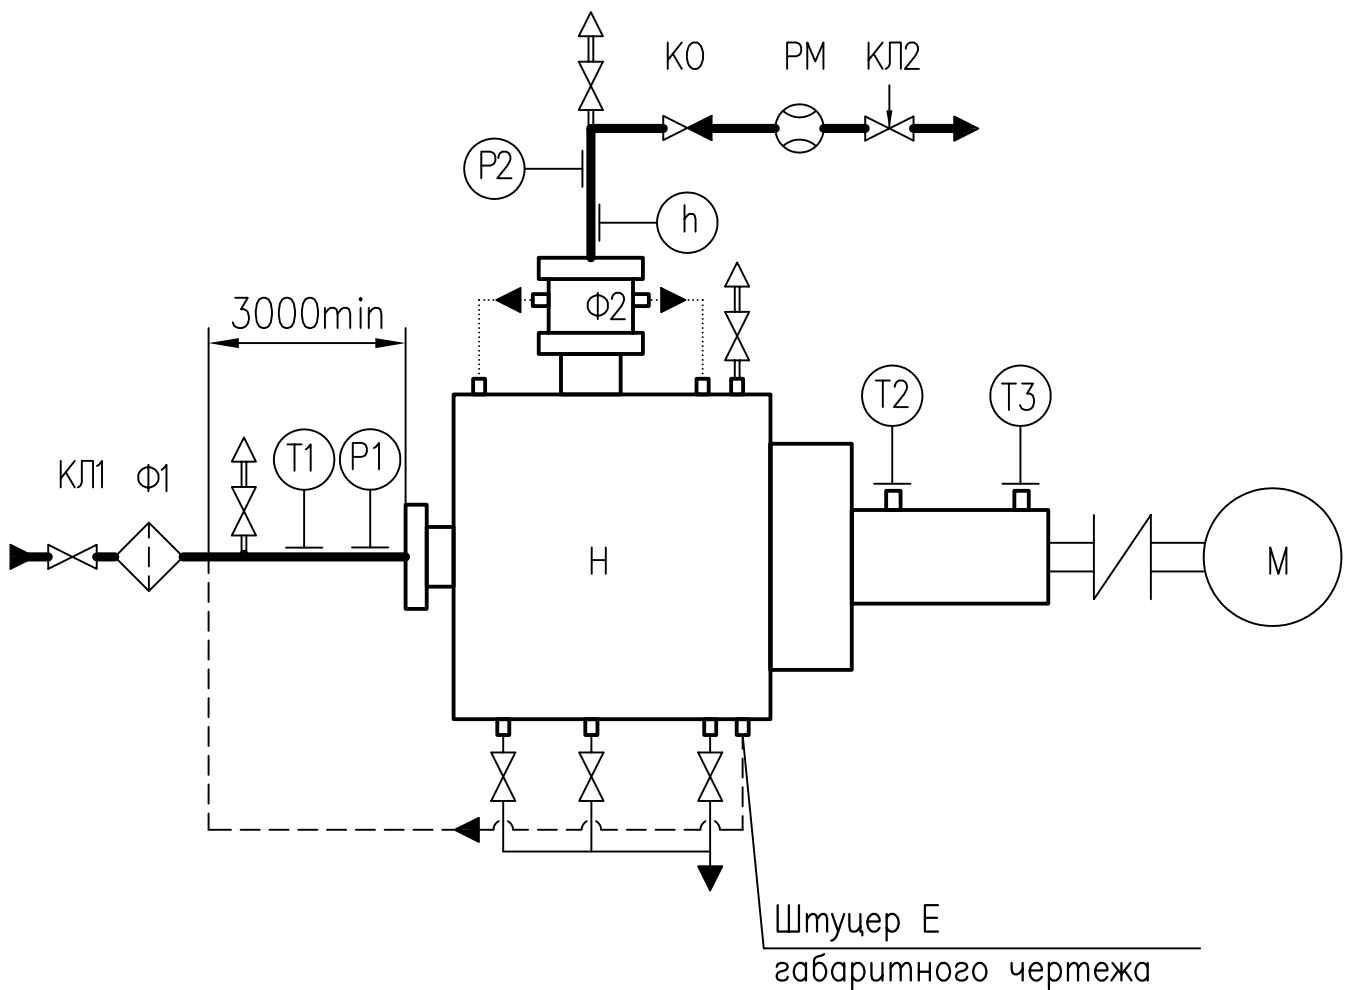 КО РМ КЛ2
Р2
h
3000min
Ф2
Т2 Т3
КЛ1 Ф1 Т1 Р1
Н М
Штуцер Е
габаритного чертежа